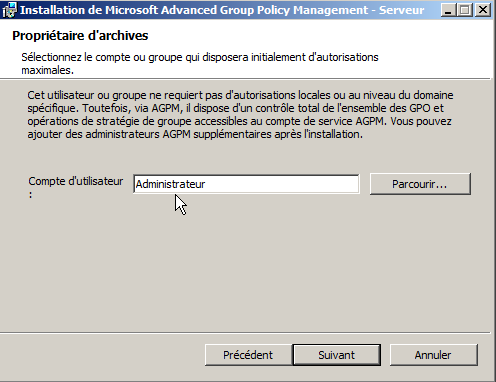 Installation de Microsoft Advanced Group Policy Management - Serveur
Propriétaire d'archives
Sélectionnez le compte ou groupe qui disposera initialement d'autorisations
maximales.
Cet utilisateur ou groupe ne requiert pas d'autorisations locales ou au niveau du domaine
spécifique. Toutefois, via AGPM, il dispose d'un contrôle total de l'ensemble des GPO et
opérations de stratégie de groupe accessibles au compte de service AGPM. Vous pouvez
ajouter des administrateurs AGPM supplémentaires après l'installation.
Compte d'utilisateur
:
Administrateur
Parcourir...
Précédent
Suivant
Annuler